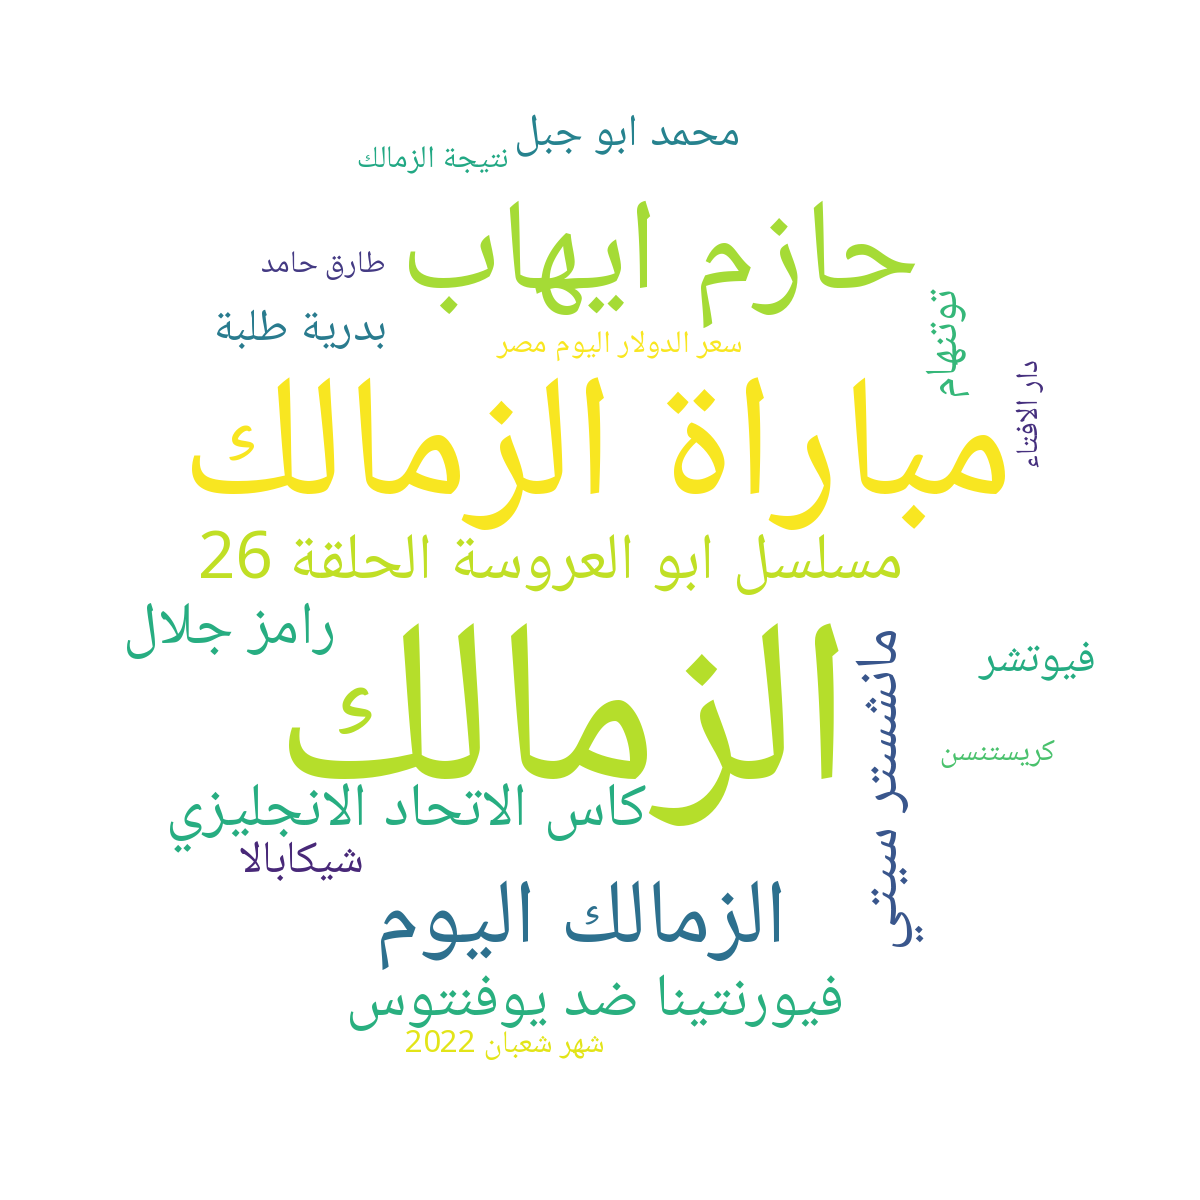 محمد ابو جبل
نتيجة الزمالك
حازم ايهاب
طارق حامد
توتنهام
بدرية طلبة
سعر الدولار اليوم مصر
دار الافتاء
مباراة الزمالك
مسلسل ابو العروسة الحلقة 26
رامز جلال
الزمالك
مانشستر سيتي
فيوتشر
كريستنسن
كاس الاتحاد الانجليزي
شيكابالا
الزمالك اليوم
فيورنتينا ضد يوفنتوس
شهر شعبان 2022